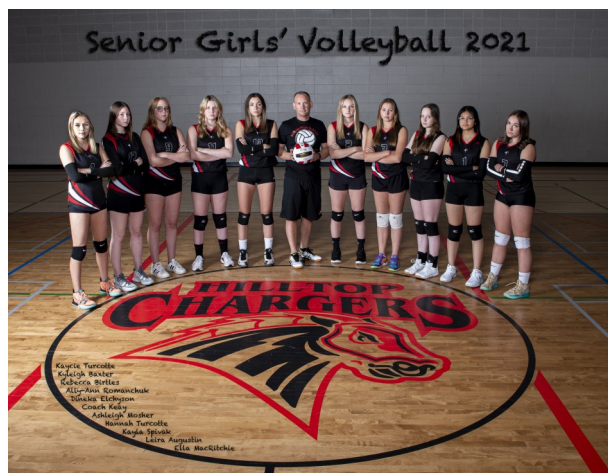 Senior Girls' Volleyball 2021
HILLTOP
CHARGERS
Kaycie Turcotte
Kyleigh Baxter
Rebecca Birtles
Ally-Ann Romanchuk
Dineka Elchyson
Coach Keay
Ashleigh Mosher
Hannah Turcotte
Kayla Spivak
Leira Augustin
Ella MacRitchie